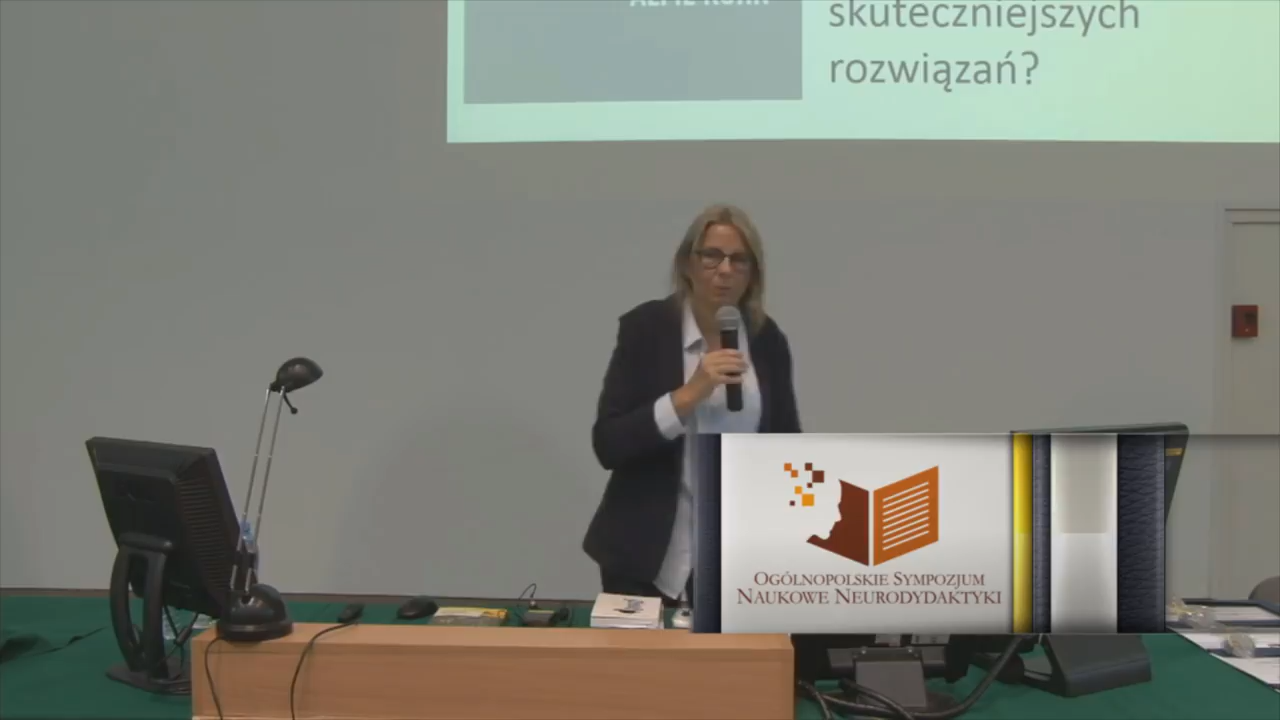 skuteczniejszych
rozwiązań?
Ogólnopolskie Sympozjum
Naukowe Neurodydaktyki